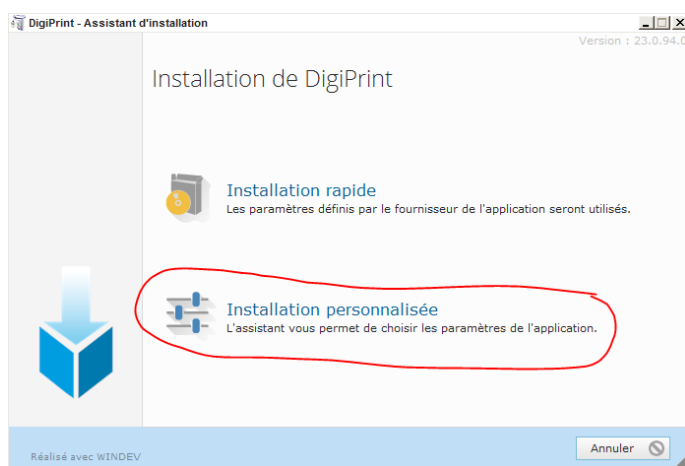 DigiPrint - Assistant d'installation
Version : 23.0.94.0
Installation de DigiPrint
Installation rapide
Les paramètres définis par le fournisseur de l'application seront utilisés.
Installation personnalisée
L'assistant vous permet de choisir les paramètres de l'application.
Réalisé avec WINDEV
Annuler